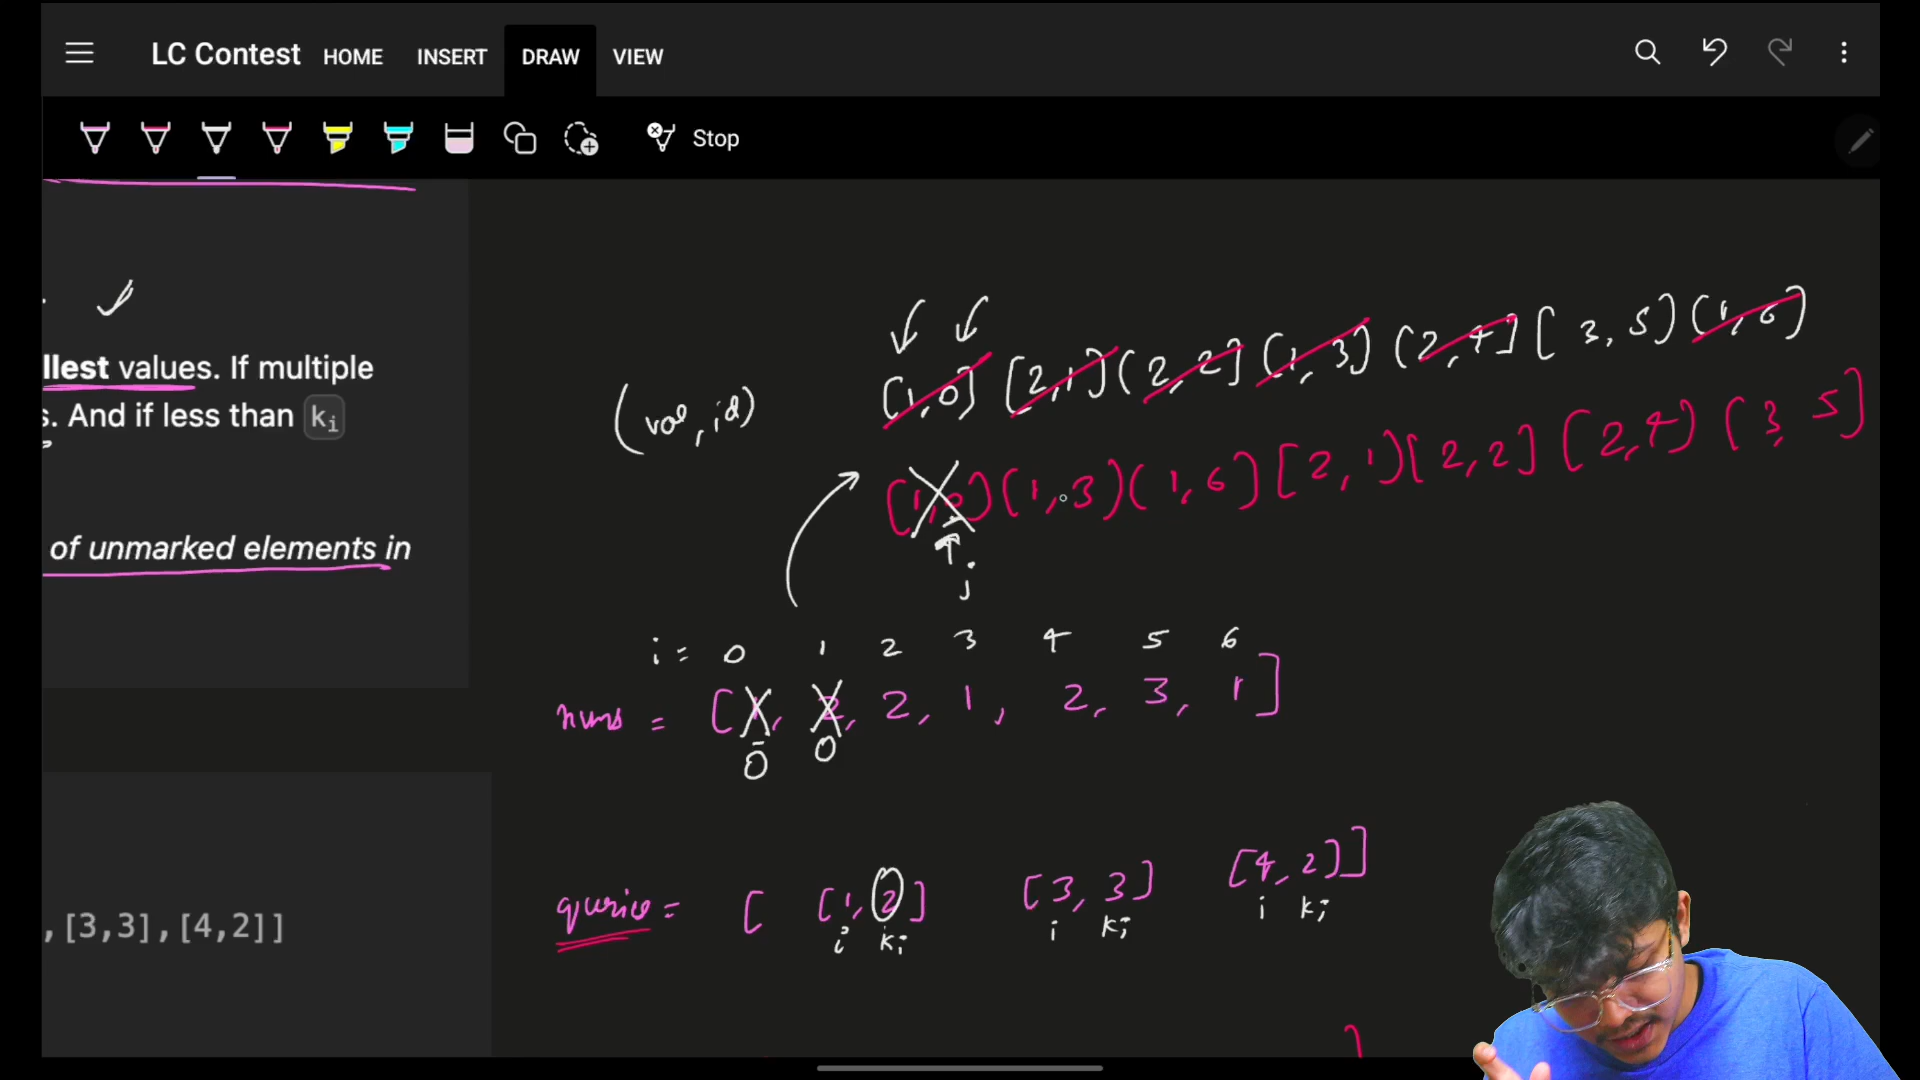 LC Contest HOME INSERT DRAW VIEW
Stop
llest values. If multiple
s. And if less than ki
of unmarked elements in
, [3,3], [4,2]]
(val, id)
[1,0] [2,1] (2,2] (1,3) (2,4] [3,5) (1,6)
[1,0) (1,3) (1,6] [2,1) [2,2] [2,4) [3,5]
j
i = 0 1 2 3 4 5 6
nums = [1, 2, 2, 1, 2, 3, 1]
0 0
queries = [ [1, 2] [3, 3] [4, 2]]
i ki i ki i ki
]